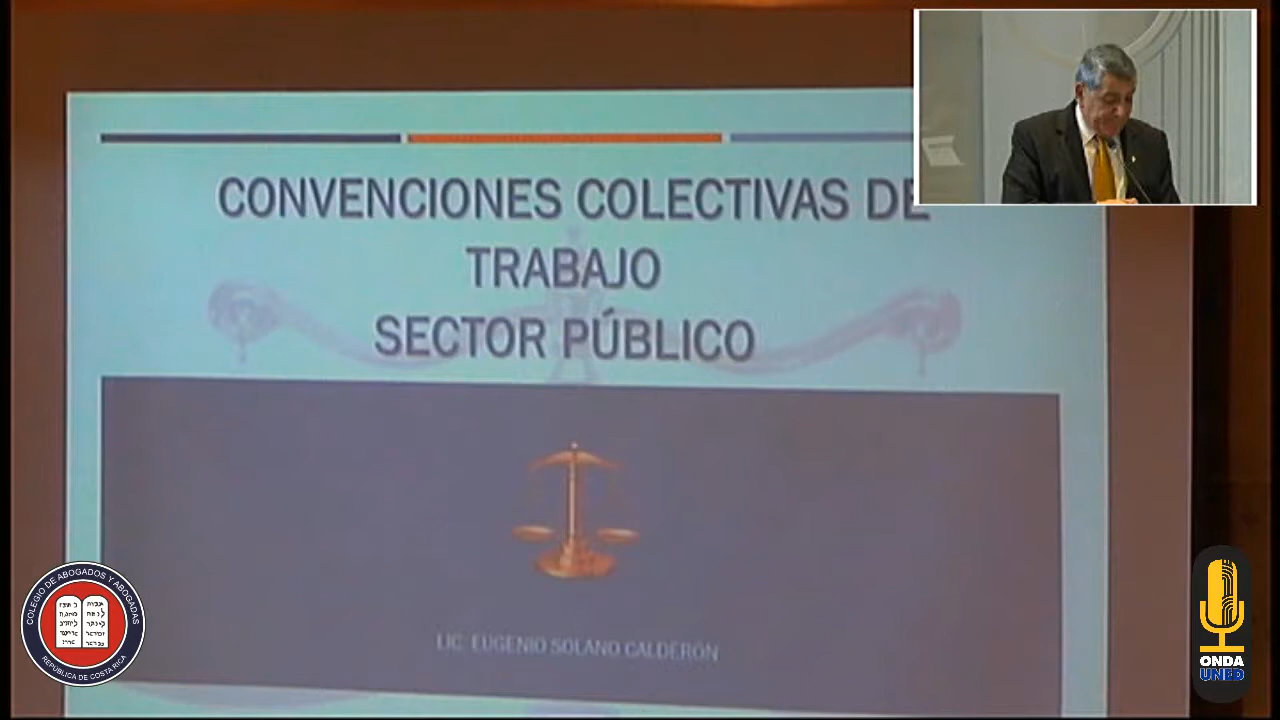 CONVENCIONES COLECTIVAS DE
TRABAJO
SECTOR PÚBLICO
LIC. EUGENIO SOLANO CALDERÓN
COLEGIO DE ABOGADOS Y ABOGADAS
REPÚBLICA DE COSTA RICA
ONDA
UNED